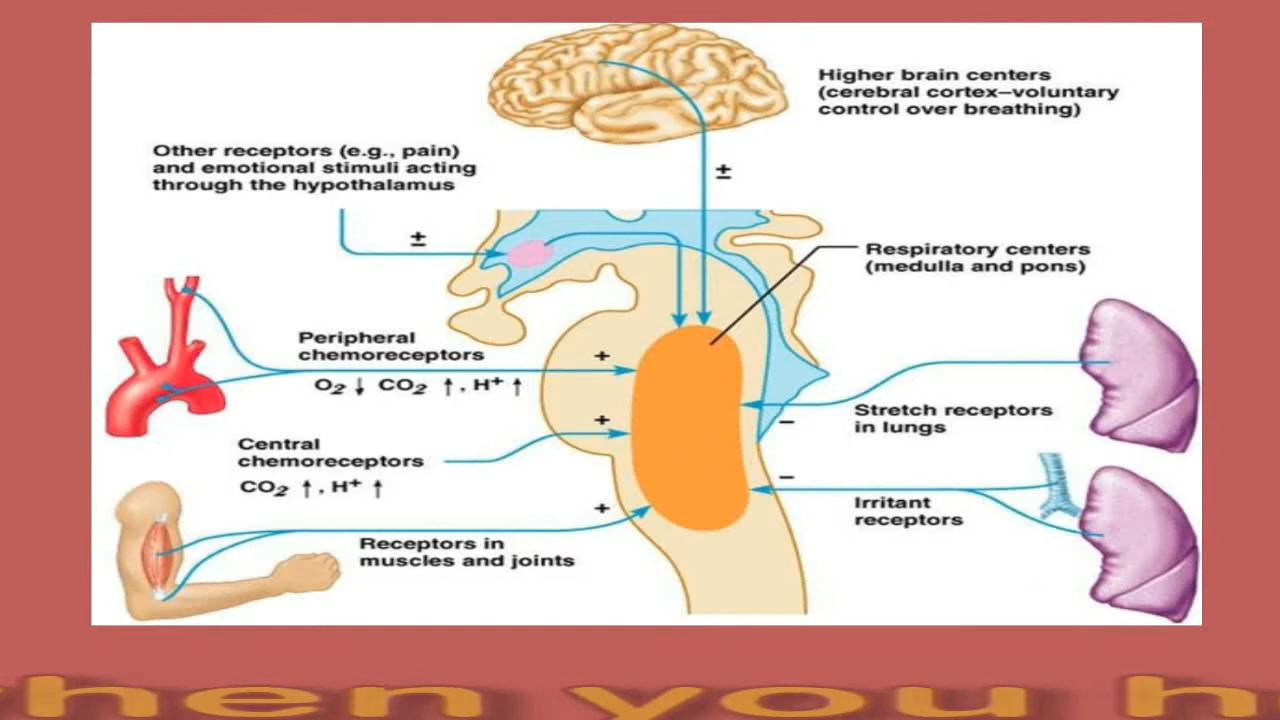 Higher brain centers
(cerebral cortex–voluntary
control over breathing)
Other receptors (e.g., pain)
and emotional stimuli acting
through the hypothalamus
±
±
Respiratory centers
(medulla and pons)
Peripheral
chemoreceptors
+
O2 ↓ CO2 ↑, H+ ↑
Stretch receptors
in lungs
–
+
Central
chemoreceptors
CO2 ↑, H+ ↑
–
Irritant
receptors
+
Receptors in
muscles and joints
when you h